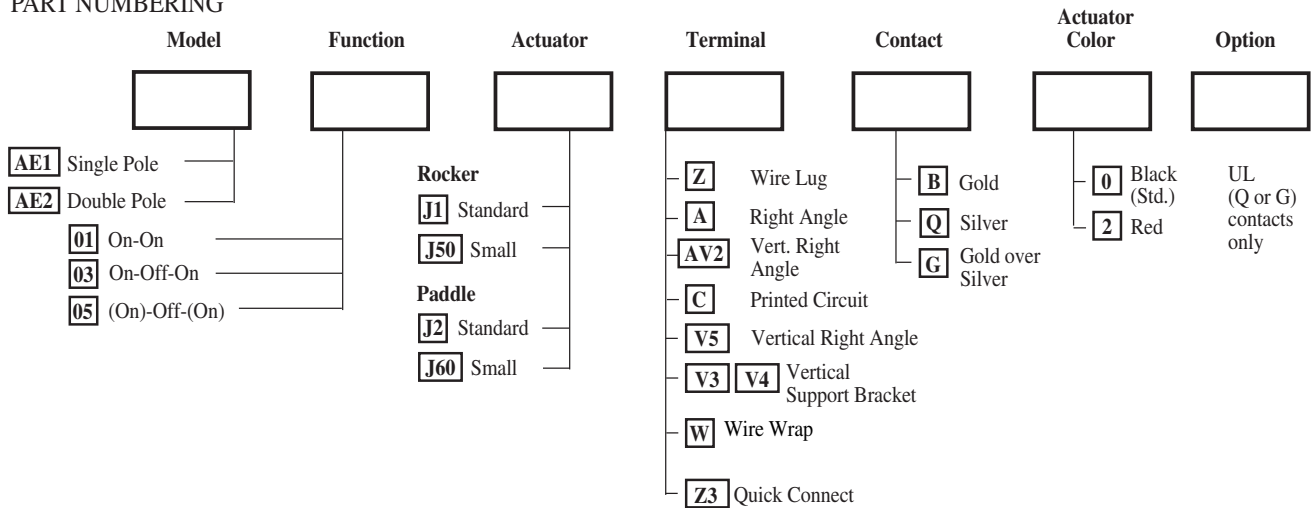 PART NUMBERING
Model
Function
Actuator
Terminal
Contact
Actuator
Color
Option
AE1 Single Pole
AE2 Double Pole
01 On-On
03 On-Off-On
05 (On)-Off-(On)
Rocker
J1 Standard
J50 Small
Paddle
J2 Standard
J60 Small
Z Wire Lug
A Right Angle
AV2 Vert. Right
Angle
C Printed Circuit
V5 Vertical Right Angle
V3 V4 Vertical
Support Bracket
W Wire Wrap
Z3 Quick Connect
B Gold
Q Silver
G Gold over
Silver
0 Black
(Std.)
2 Red
UL
(Q or G)
contacts
only